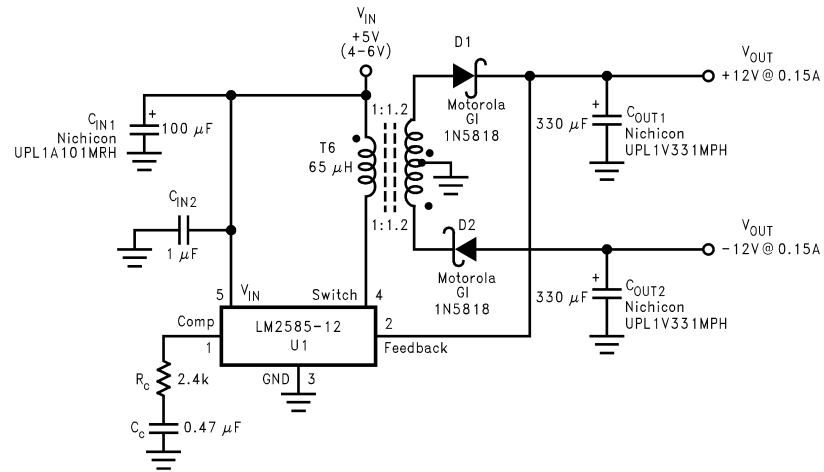 V_IN
+5V
(4-6V)
D1
V_OUT
+12V@ 0.15A
Motorola
GI
1N5818
1:1.2
+
C_IN1
Nichicon
UPL1A101MRH
100 μF
T6
65 μH
+
330 μF
C_OUT1
Nichicon
UPL1V331MPH
C_IN2
1 μF
1:1.2
D2
V_OUT
-12V@ 0.15A
Motorola
GI
1N5818
+
330 μF
C_OUT2
Nichicon
UPL1V331MPH
5
V_IN
Switch
4
Comp
1
LM2585-12
U1
2
Feedback
GND
3
R_c
2.4k
C_c
0.47 μF